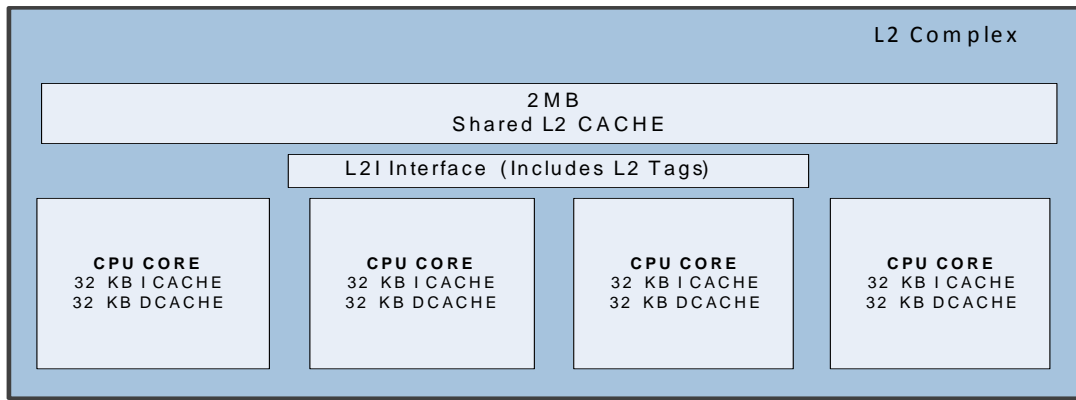 L2 Complex
2MB
Shared L2 CACHE
L2I Interface (Includes L2 Tags)
CPU CORE
32 KB I CACHE
32 KB DCACHE
CPU CORE
32 KB I CACHE
32 KB DCACHE
CPU CORE
32 KB I CACHE
32 KB DCACHE
CPU CORE
32 KB I CACHE
32 KB DCACHE